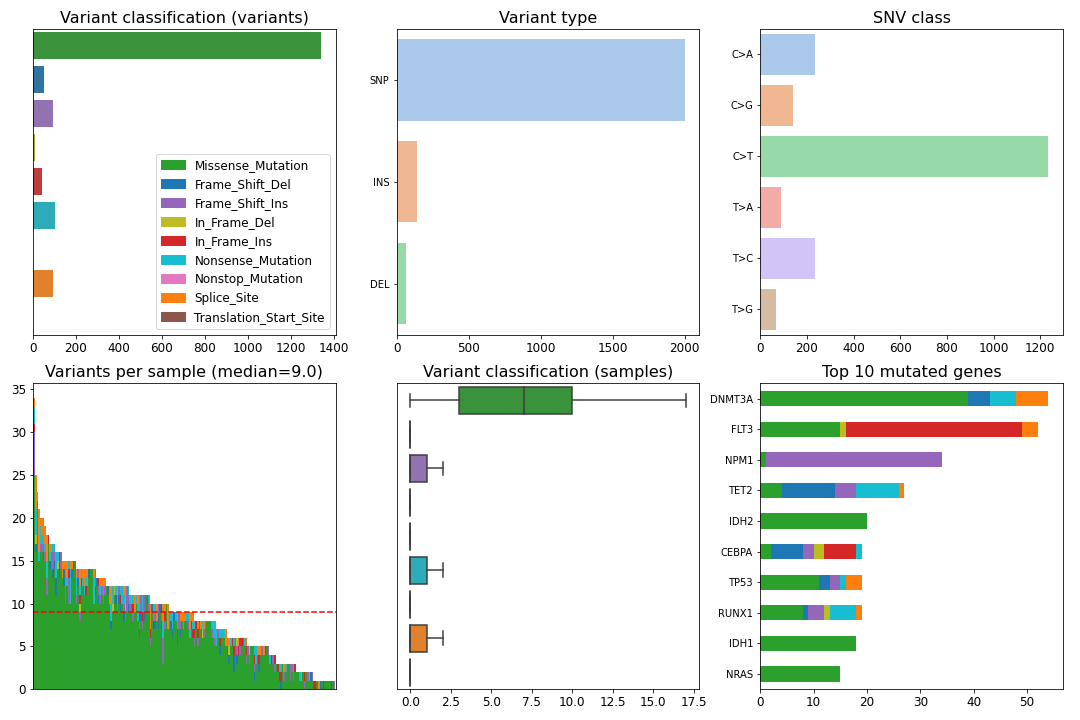 Variant classification (variants)
Missense_Mutation
Frame_Shift_Del
Frame_Shift_Ins
In_Frame_Del
In_Frame_Ins
Nonsense_Mutation
Nonstop_Mutation
Splice_Site
Translation_Start_Site
0 200 400 600 800 1000 1200 1400
Variant type
SNP
INS
DEL
0 500 1000 1500 2000
SNV class
C>A
C>G
C>T
T>A
T>C
T>G
0 200 400 600 800 1000 1200
Variants per sample (median=9.0)
35
30
25
20
15
10
5
0
Variant classification (samples)
0.0 2.5 5.0 7.5 10.0 12.5 15.0 17.5
Top 10 mutated genes
DNMT3A
FLT3
NPM1
TET2
IDH2
CEBPA
TP53
RUNX1
IDH1
NRAS
0 10 20 30 40 50